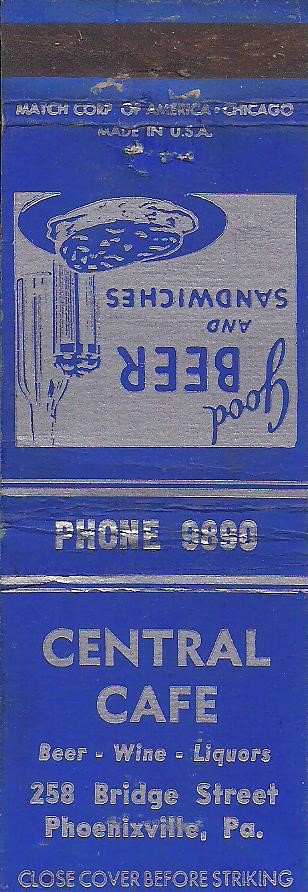 MATCH CORP. OF AMERICA • CHICAGO
MADE IN U.S.A.
Good
BEER
AND
SANDWICHES
PHONE 9890
CENTRAL
CAFE
Beer - Wine - Liquors
258 Bridge Street
Phoenixville, Pa.
CLOSE COVER BEFORE STRIKING